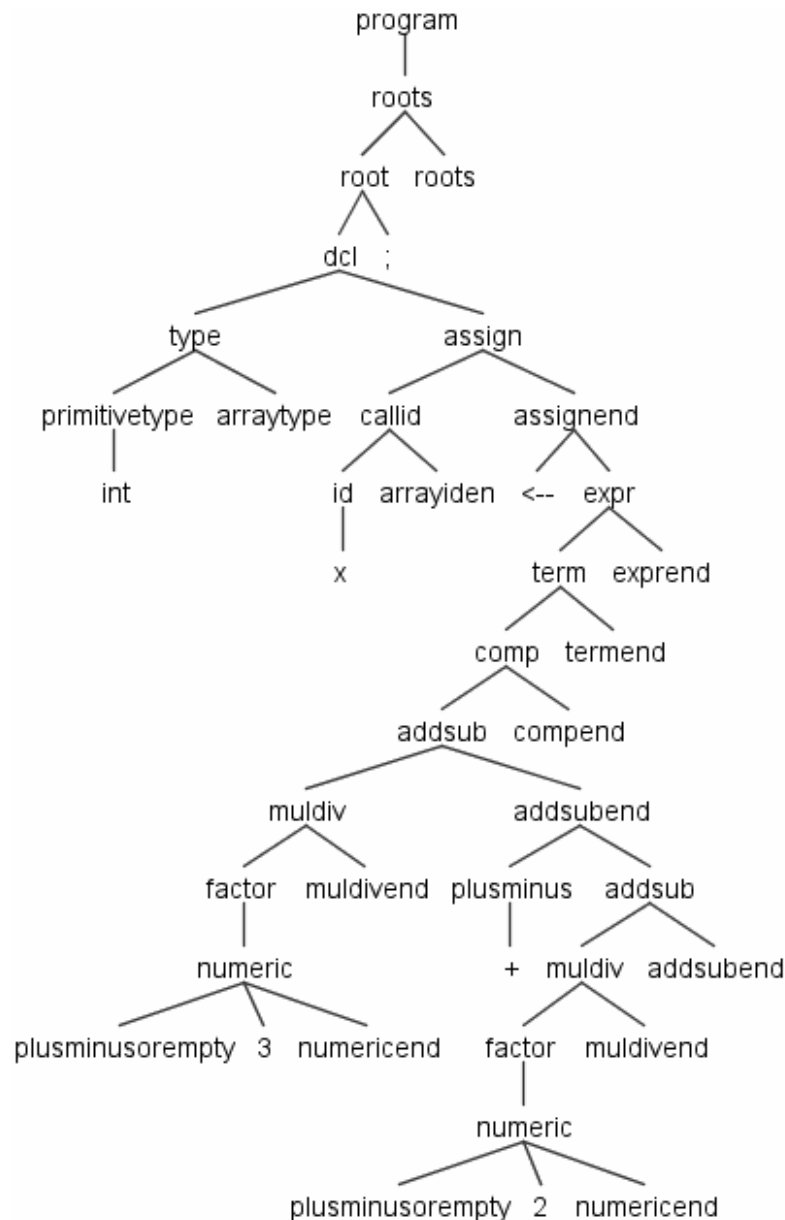 program
roots
root roots
dcl ;
type assign
primitivetype arraytype callid assignend
int id arrayiden <-- expr
x term exprend
comp termend
addsub compend
muldiv addsubend
factor muldivend plusminus addsub
numeric + muldiv addsubend
plusminusorempty 3 numericend factor muldivend
numeric
plusminusorempty 2 numericend